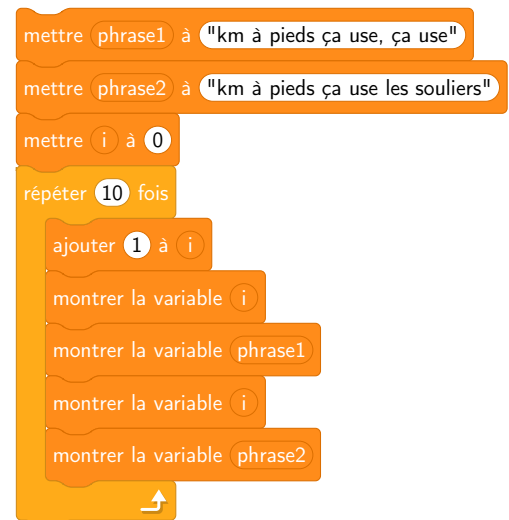 mettre phrase1 à "km à pieds ça use, ça use"
mettre phrase2 à "km à pieds ça use les souliers"
mettre i à 0
répéter 10 fois
ajouter 1 à i
montrer la variable i
montrer la variable phrase1
montrer la variable i
montrer la variable phrase2